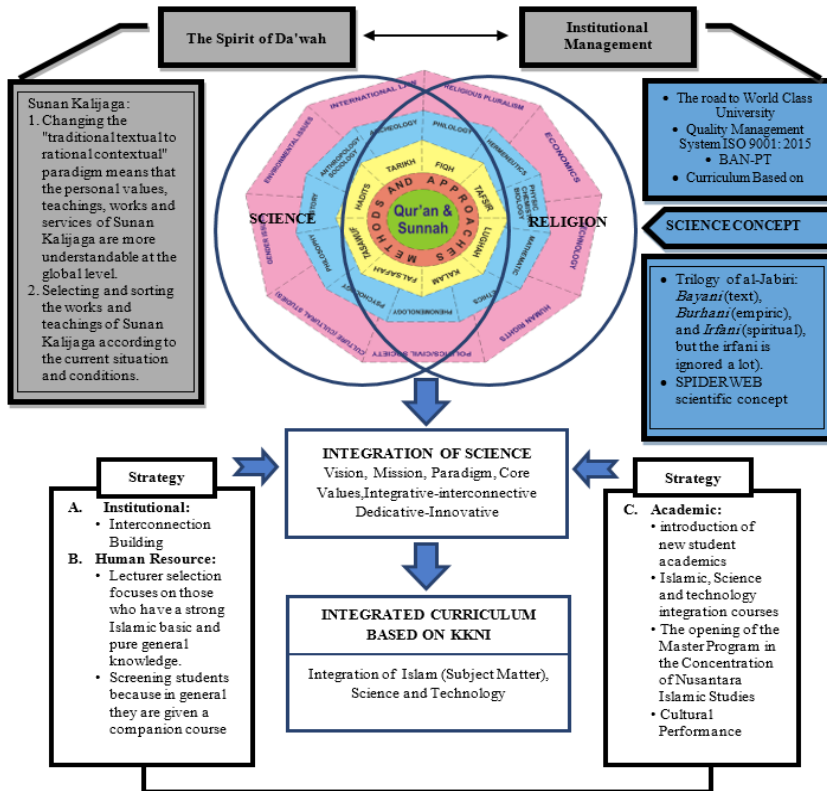 The Spirit of Da'wah
Institutional
Management
Sunan Kalijaga:
1. Changing the
"traditional textual to
rational contextual"
paradigm means that
the personal values,
teachings, works and
services of Sunan
Kalijaga are more
understandable at the
global level.
2. Selecting and sorting
the works and
teachings of Sunan
Kalijaga according to
the current situation
and conditions.
INTERNATIONAL LAW
RELIGIOUS PLURALISM
ECONOMICS
TECHNOLOGY
HUMAN RIGHTS
POLITICS/CIVIL SOCIETY
CULTURE (CULTURAL STUDIES)
GENDER ISSUES
ENVIRONMENTAL ISSUES
ARCHEOLOGY
PHILOLOGY
HERMENEUTICS
PHYSIC
CHEMISTRY
BIOLOGY
MATHEMATIC
ETHICS
PHENOMENOLOGY
PSYCHOLOGY
PHILOSOPHY
ANTHROPOLOGY
SOCIOLOGY
TARIKH
FIQH
TAFSIR
LUGHAH
KALAM
FALSAFAH
TASAWUF
HADITS
METHODS AND APPROACHES
Qur'an &
Sunnah
SCIENCE
RELIGION
• The road to World Class
University
• Quality Management
System ISO 9001: 2015
• BAN-PT
• Curriculum Based on
SCIENCE CONCEPT
• Trilogy of al-Jabiri:
Bayani (text),
Burhani (empiric),
and Irfani (spiritual),
but the irfani is
ignored a lot).
• SPIDERWEB
scientific concept
INTEGRATION OF SCIENCE
Vision, Mission, Paradigm, Core
Values,Integrative-interconnective
Dedicative-Innovative
Strategy
A. Institutional:
• Interconnection
Building
B. Human Resource:
• Lecturer selection
focuses on those
who have a strong
Islamic basic and
pure general
knowledge.
• Screening students
because in general
they are given a
companion course
INTEGRATED CURRICULUM
BASED ON KKNI
Integration of Islam (Subject Matter),
Science and Technology
Strategy
C. Academic:
• introduction of
new student
academics
• Islamic, Science
and technology
integration courses
• The opening of the
Master Program in
the Concentration
of Nusantara
Islamic Studies
• Cultural
Performance